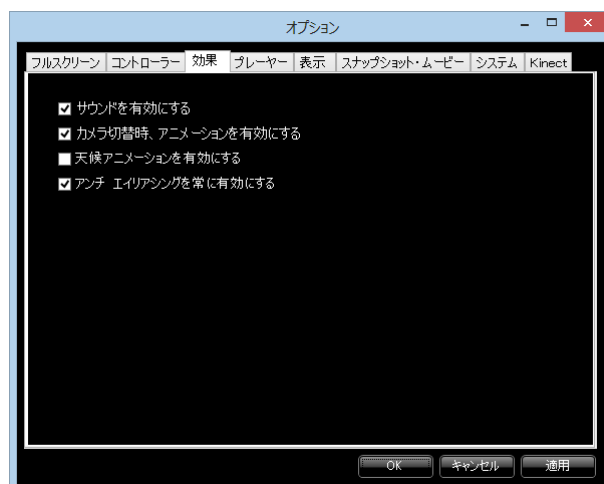 オプション
フルスクリーン コントローラー 効果 プレーヤー 表示 スナップショット・ムービー システム Kinect
サウンドを有効にする
カメラ切替時、アニメーションを有効にする
天候アニメーションを有効にする
アンチ エイリアシングを常に有効にする
OK キャンセル 適用